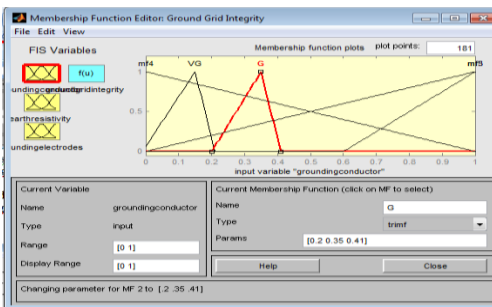 Membership Function Editor: Ground Grid Integrity
File Edit View
FIS Variables
f(u)
earthresistivity
undingelectrodes
Membership function plots
plot points:
181
mf4
VG
G
mf5
1
0.5
0
0 0.1 0.2 0.3 0.4 0.5 0.6 0.7 0.8 0.9 1
input variable "groundingconductor"
Current Variable
Name groundingconductor
Type input
Range [0 1]
Display Range [0 1]
Current Membership Function (click on MF to select)
Name G
Type trimf
Params [0.2 0.35 0.41]
Help
Close
Changing parameter for MF 2 to [.2 .35 .41]